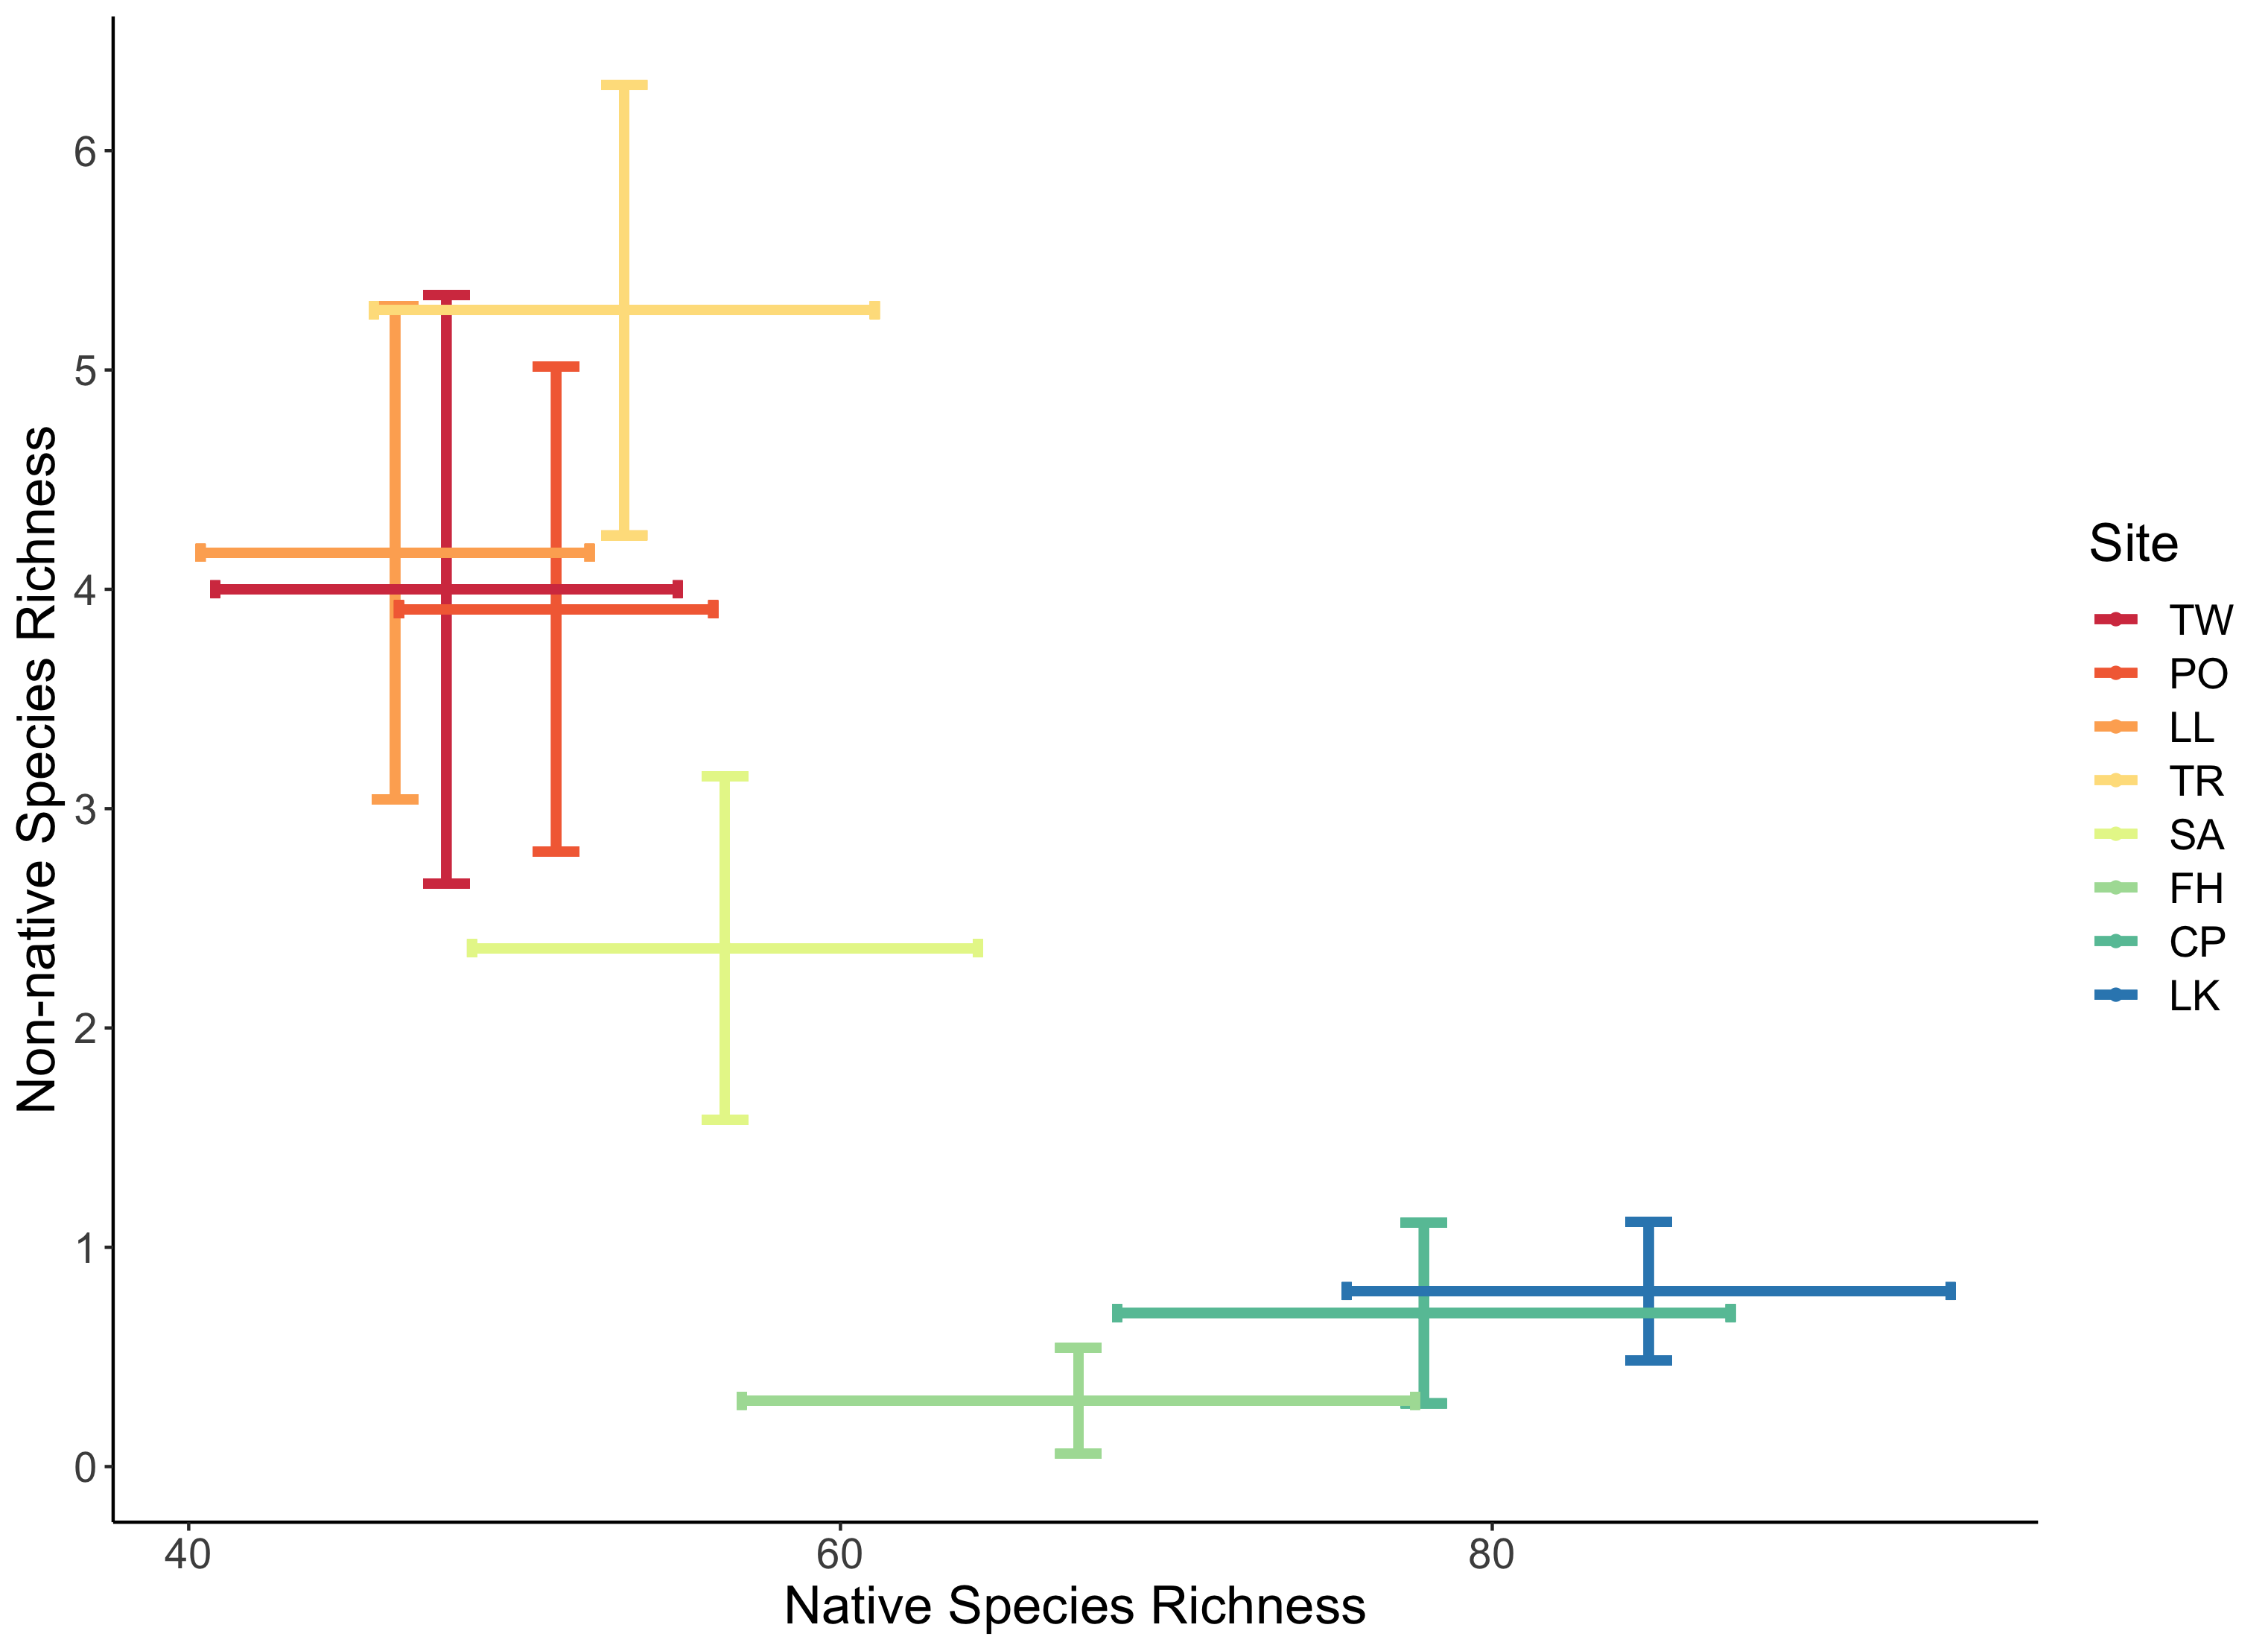 Non-native Species Richness
6
5
4
3
2
1
0
40
60
80
Native Species Richness
Site
TW
PO
LL
TR
SA
FH
CP
LK